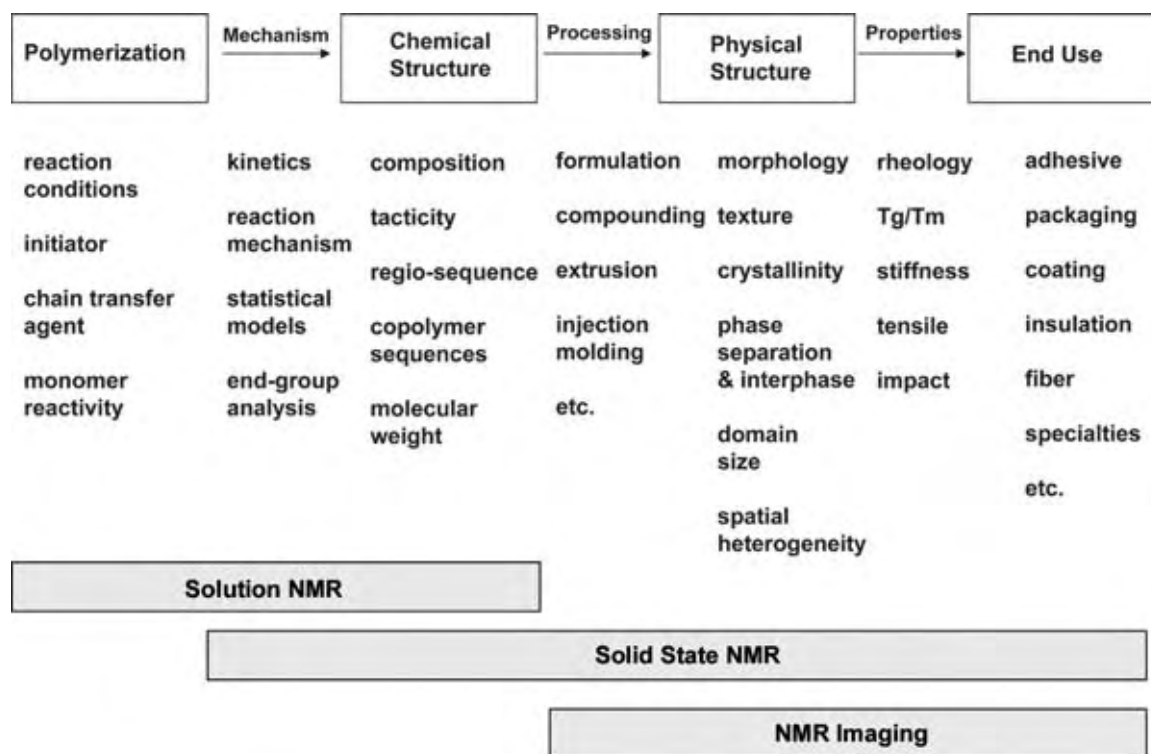 Polymerization
Mechanism
Chemical
Structure
Processing
Physical
Structure
Properties
End Use
reaction
conditions
initiator
chain transfer
agent
monomer
reactivity
kinetics
reaction
mechanism
statistical
models
end-group
analysis
composition
tacticity
regio-sequence
copolymer
sequences
molecular
weight
formulation
compounding
extrusion
injection
molding
etc.
morphology
texture
crystallinity
phase
separation
& interphase
domain
size
spatial
heterogeneity
rheology
Tg/Tm
stiffness
tensile
impact
adhesive
packaging
coating
insulation
fiber
specialties
etc.
Solution NMR
Solid State NMR
NMR Imaging